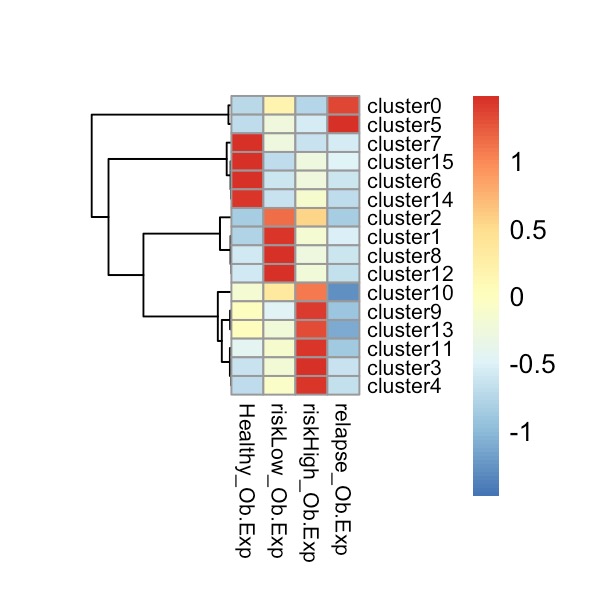 cluster0
cluster5
cluster7
cluster15
cluster6
cluster14
cluster2
cluster1
cluster8
cluster12
cluster10
cluster9
cluster13
cluster11
cluster3
cluster4
1
0.5
0
-0.5
-1
Healthy_Ob.Exp
riskLow_Ob.Exp
riskHigh_Ob.Exp
relapse_Ob.Exp